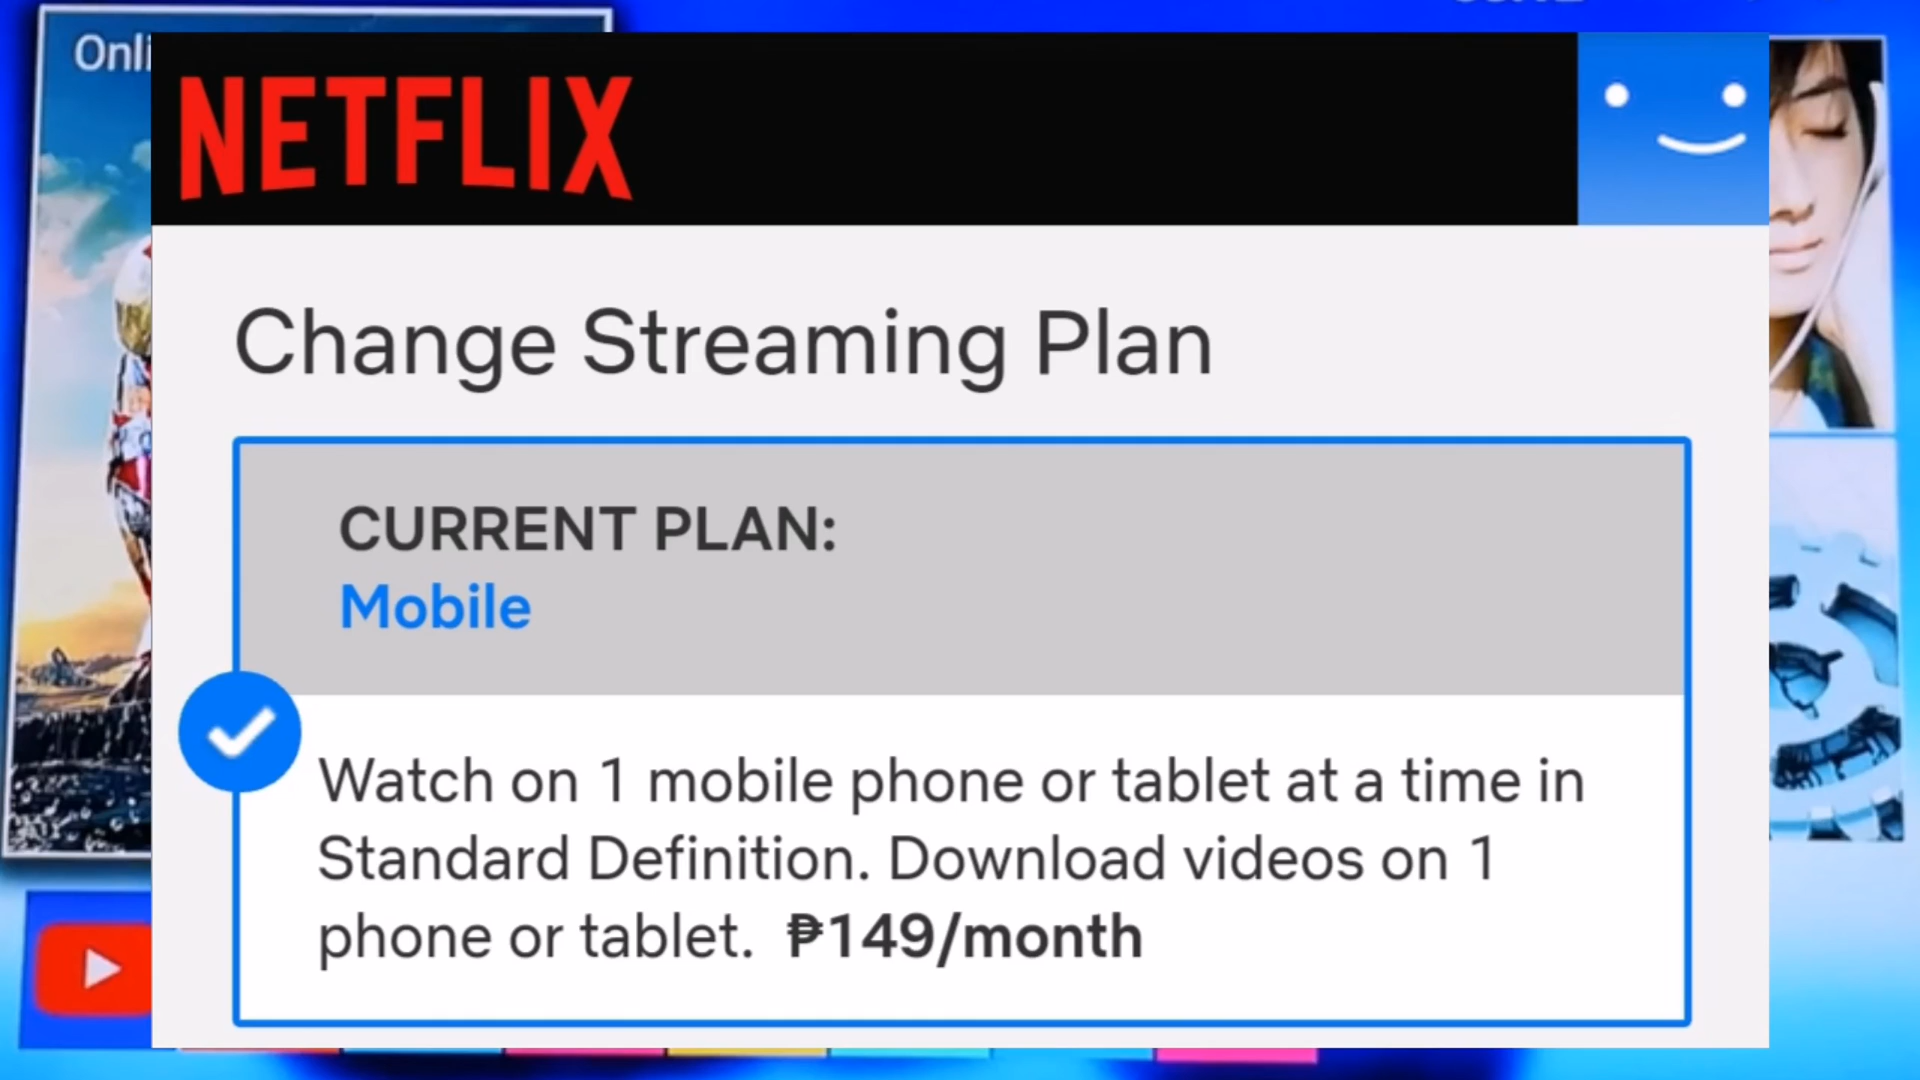 Onli
NETFLIX
Change Streaming Plan
CURRENT PLAN:
Mobile
Watch on 1 mobile phone or tablet at a time in
Standard Definition. Download videos on 1
phone or tablet. ₱149/month